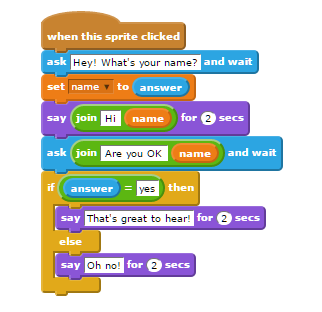 when this sprite clicked
ask Hey! What's your name? and wait
set name to answer
say join Hi name for 2 secs
ask join Are you OK name and wait
if answer = yes then
say That's great to hear! for 2 secs
else
say Oh no! for 2 secs